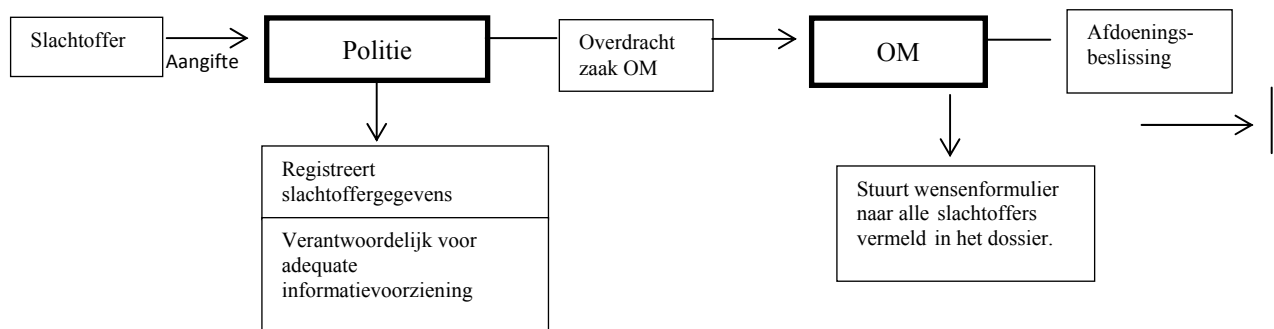 Slachtoffer
Aangifte
Politie
Overdracht
zaak OM
OM
Afdoenings-
beslissing
Registreert
slachtoffergegevens
Verantwoordelijk voor
adequate
informatievoorziening
Stuurt wensenformulier
naar alle slachtoffers
vermeld in het dossier.